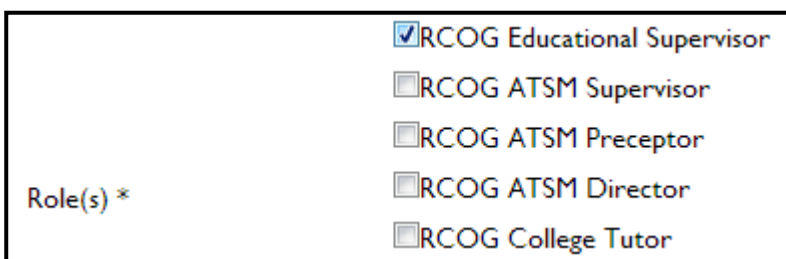 RCOG Educational Supervisor
RCOG ATSM Supervisor
RCOG ATSM Preceptor
RCOG ATSM Director
Role(s) *
RCOG College Tutor